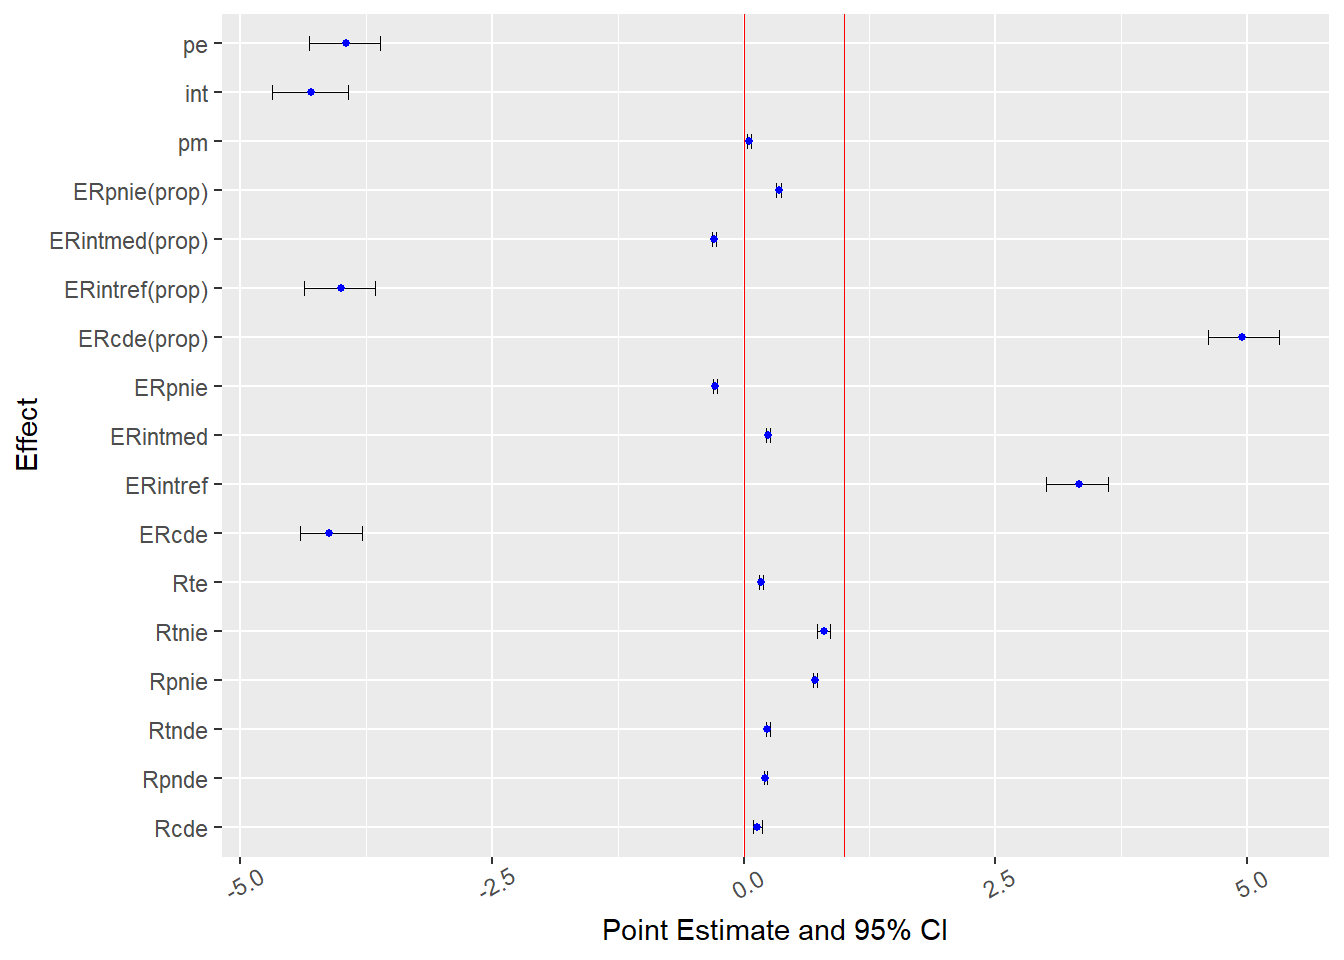 pe
int
pm
ERpnie(prop)
ERintmed(prop)
ERintref(prop)
ERcde(prop)
ERpnie
ERintmed
ERintref
ERcde
Rte
Rtnie
Rpnie
Rtnde
Rpnde
Rcde
Effect
-5.0 -2.5 0.0 2.5 5.0
Point Estimate and 95% CI